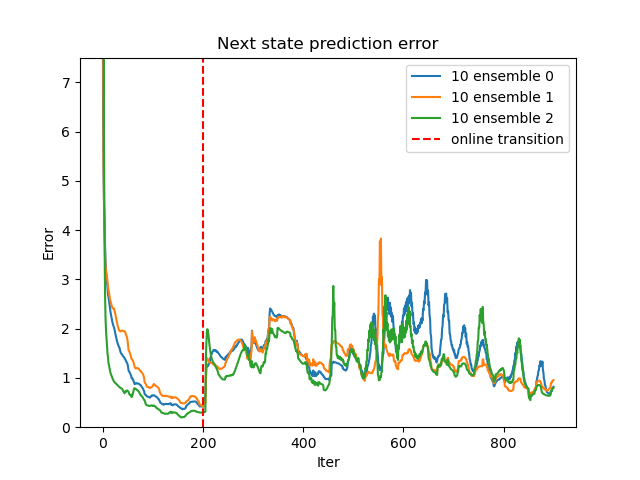 Next state prediction error
10 ensemble 0
10 ensemble 1
10 ensemble 2
online transition
7
6
5
4
3
2
1
0
Error
0 200 400 600 800
Iter